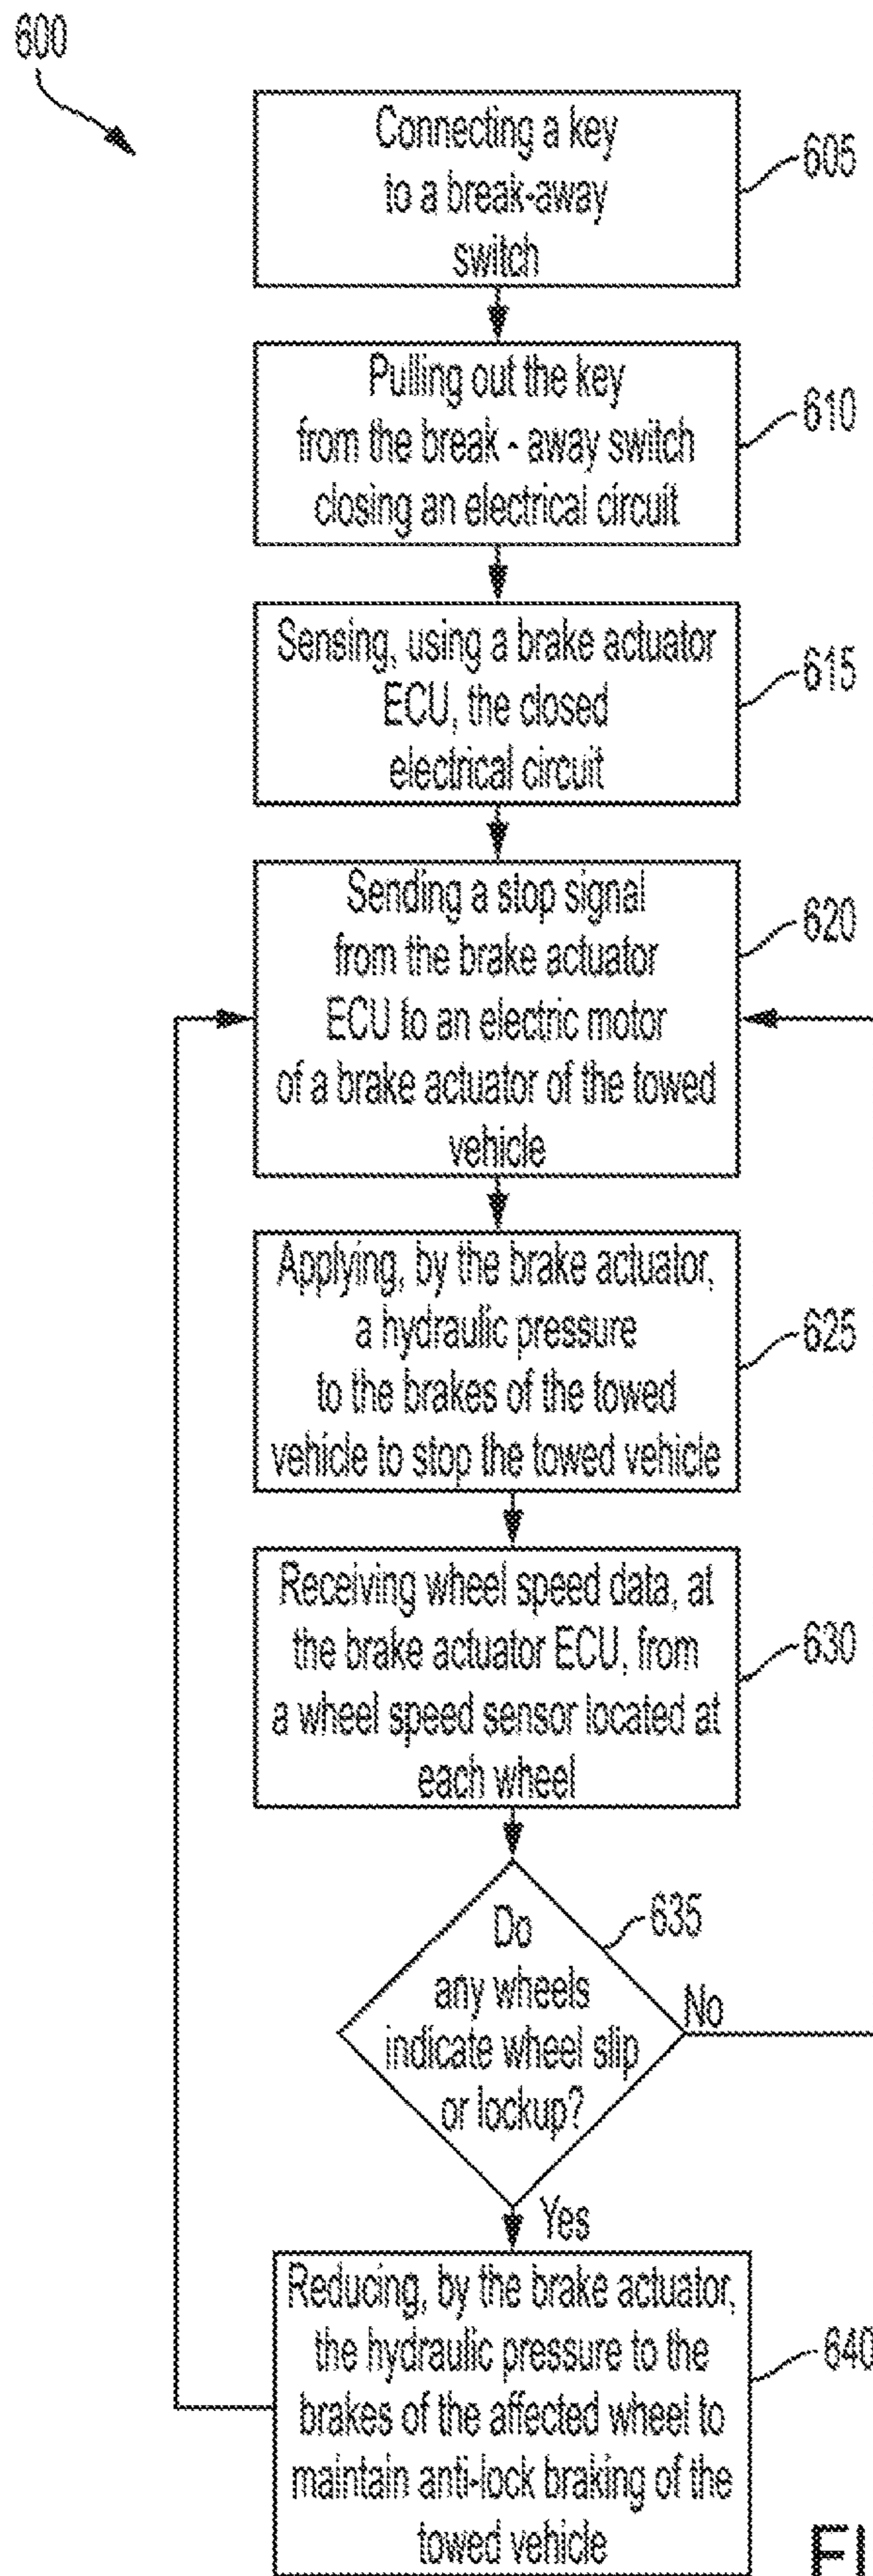 600
Connecting a key
to a break-away
switch
605
Pulling out the key
from the break - away switch
closing an electrical circuit
610
Sensing, using a brake actuator
ECU, the closed
electrical circuit
615
Sending a stop signal
from the brake actuator
ECU to an electric motor
of a brake actuator of the towed
vehicle
620
Applying, by the brake actuator,
a hydraulic pressure
to the brakes of the towed
vehicle to stop the towed vehicle
625
Receiving wheel speed data, at
the brake actuator ECU, from
a wheel speed sensor located at
each wheel
630
Do
any wheels
indicate wheel slip
or lockup?
635
No
Yes
Reducing, by the brake actuator,
the hydraulic pressure to the
brakes of the affected wheel to
maintain anti-lock braking of the
towed vehicle
640